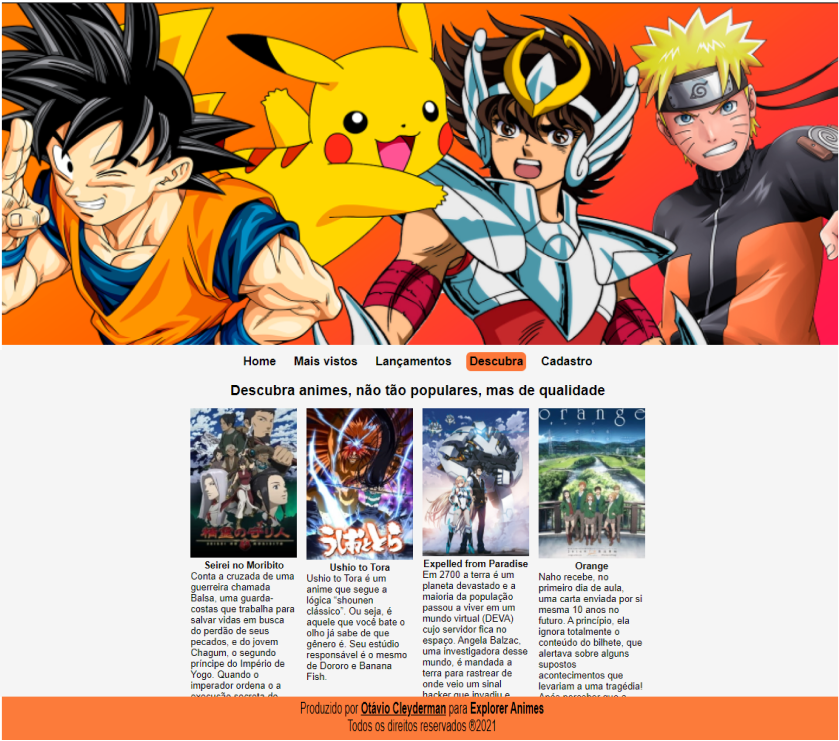 Home Mais vistos Lançamentos Descubra Cadastro
Descubra animes, não tão populares, mas de qualidade
orange
うしおととら
Seirei no Moribito
Conta a cruzada de uma
guerreira chamada
Balsa, uma guarda-
costas que trabalha para
salvar vidas em busca
do perdão de seus
pecados, e do jovem
Chagum, o segundo
príncipe do Império de
Yogo. Quando o
imperador ordena o a
execução secreta do
Ushio to Tora
Ushio to Tora é um
anime que segue a
lógica "shounen
clássico". Ou seja, é
aquele que você bate o
olho já sabe de que
gênero é. Seu estúdio
responsável é o mesmo
de Dororo e Banana
Fish.
Expelled from Paradise
Em 2700 a terra é um
planeta devastado e a
maioria da população
passou a viver em um
mundo virtual (DEVA)
cujo servidor fica no
espaço. Angela Balzac,
uma investigadora desse
mundo, é mandada a
terra para rastrear de
onde veio um sinal
hacker que invadiu e
Orange
Naho recebe, no
primeiro dia de aula,
uma carta enviada por si
mesma 10 anos no
futuro. A princípio, ela
ignora totalmente o
conteúdo do bilhete, que
alertava sobre alguns
supostos
acontecimentos que
levariam a uma tragédia!
Após perceber que o
Produzido por Otávio Cleyderman para Explorer Animes
Todos os direitos reservados ®2021